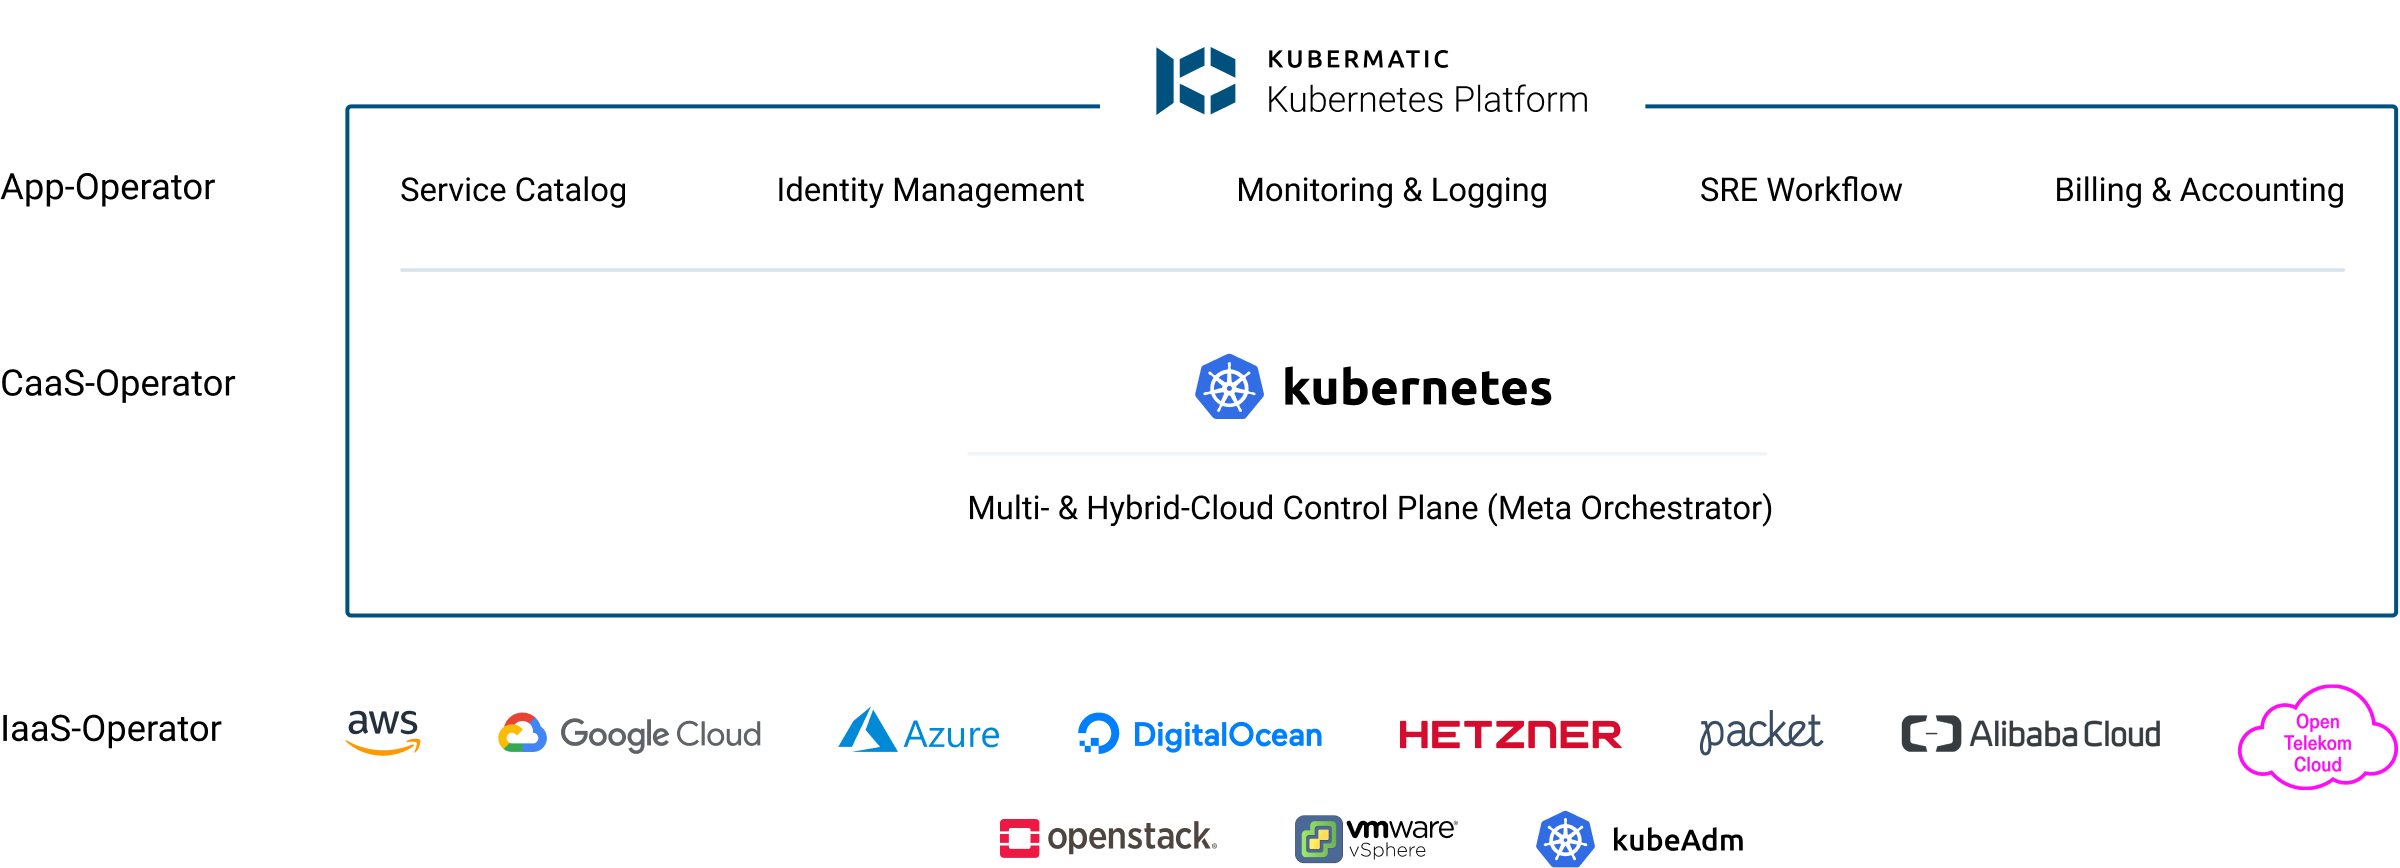 KUBERMATIC
Kubernetes Platform
App-Operator
Service Catalog
Identity Management
Monitoring & Logging
SRE Workflow
Billing & Accounting
CaaS-Operator
kubernetes
Multi- & Hybrid-Cloud Control Plane (Meta Orchestrator)
IaaS-Operator
aws
Google Cloud
Azure
DigitalOcean
HETZNER
packet
Alibaba Cloud
Open
Telekom
Cloud
openstack®
vmware®
vSphere
kubeAdm